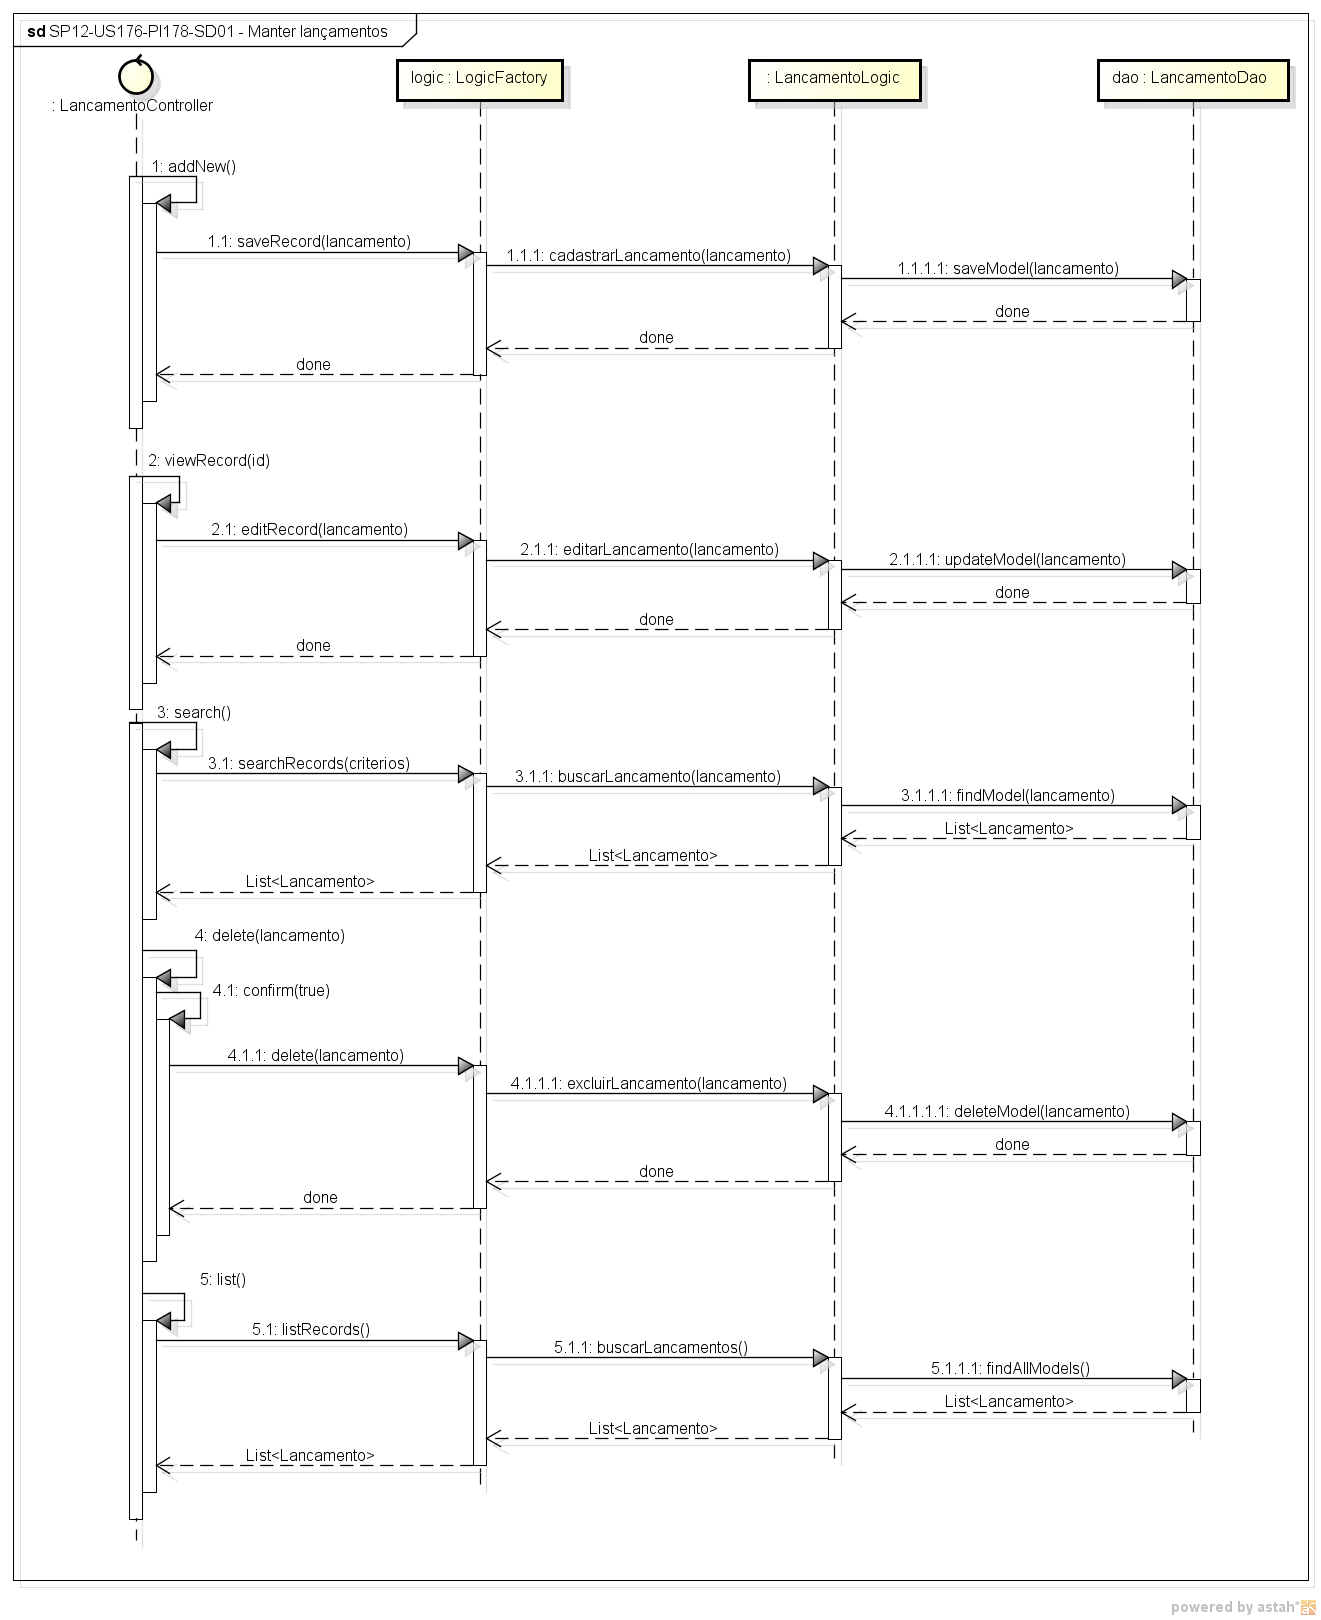 sd SP12-US176-PI178-SD01 - Manter lançamentos
logic : LogicFactory
: LancamentoLogic
dao : LancamentoDao
: LancamentoController
1: addNew()
1.1: saveRecord(lancamento)
1.1.1: cadastrarLancamento(lancamento)
1.1.1.1: saveModel(lancamento)
done
done
done
2: viewRecord(id)
2.1: editRecord(lancamento)
2.1.1: editarLancamento(lancamento)
2.1.1.1: updateModel(lancamento)
done
done
done
3: search()
3.1: searchRecords(criterios)
3.1.1: buscarLancamento(lancamento)
3.1.1.1: findModel(lancamento)
List<Lancamento>
List<Lancamento>
List<Lancamento>
4: delete(lancamento)
4.1: confirm(true)
4.1.1: delete(lancamento)
4.1.1.1: excluirLancamento(lancamento)
4.1.1.1.1: deleteModel(lancamento)
done
done
done
5: list()
5.1: listRecords()
5.1.1: buscarLancamentos()
5.1.1.1: findAllModels()
List<Lancamento>
List<Lancamento>
List<Lancamento>
powered by astah*